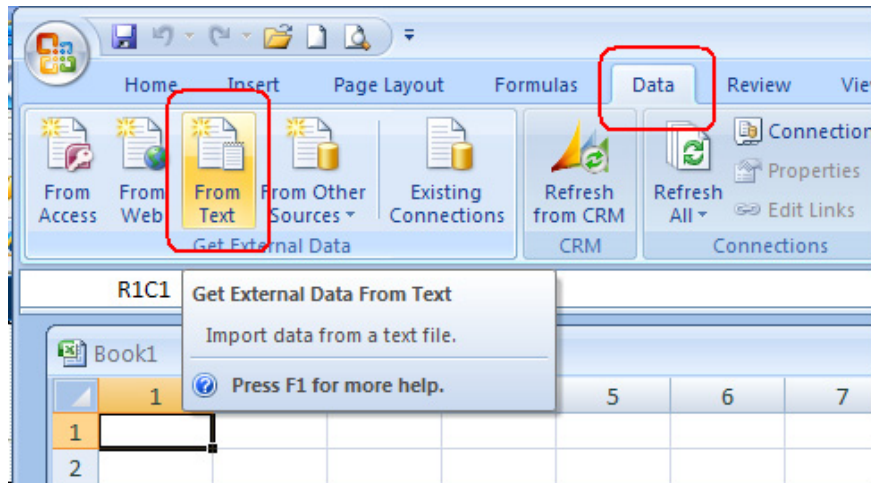 Home Insert Page Layout Formulas Data Review Vie
From Access
From Web
From Text
From Other Sources
Existing Connections
Get External Data
Refresh from CRM
CRM
Refresh All
Connection
Properties
Edit Links
Connections
R1C1
Get External Data From Text
Import data from a text file.
Press F1 for more help.
Book1
1 5 6 7
1
2